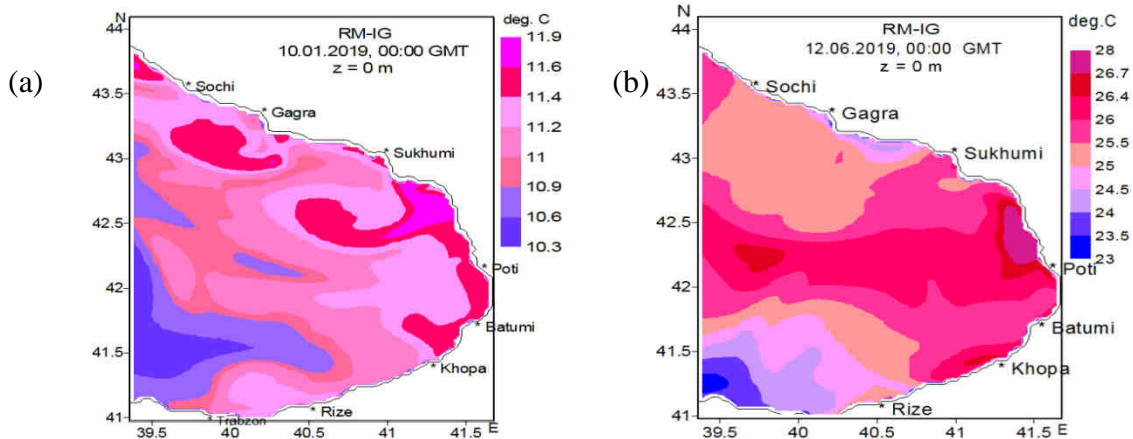 (a)
N
44
43.5
43
42.5
42
41.5
41
RM-IG
10.01.2019, 00:00 GMT
z = 0 m
Sochi
Gagra
Sukhumi
Poti
Batumi
Khopa
Rize
Trabzon
39.5 40 40.5 41 41.5 E
deg. C
11.9
11.6
11.4
11.2
11
10.9
10.6
10.3
(b)
N
44
43.5
43
42.5
42
41.5
41
RM-IG
12.06.2019, 00:00 GMT
z = 0 m
Sochi
Gagra
Sukhumi
Poti
Batumi
Khopa
Rize
39.5 40 40.5 41 41.5 E
deg.C
28
26.7
26.4
26
25.5
25
24.5
24
23.5
23